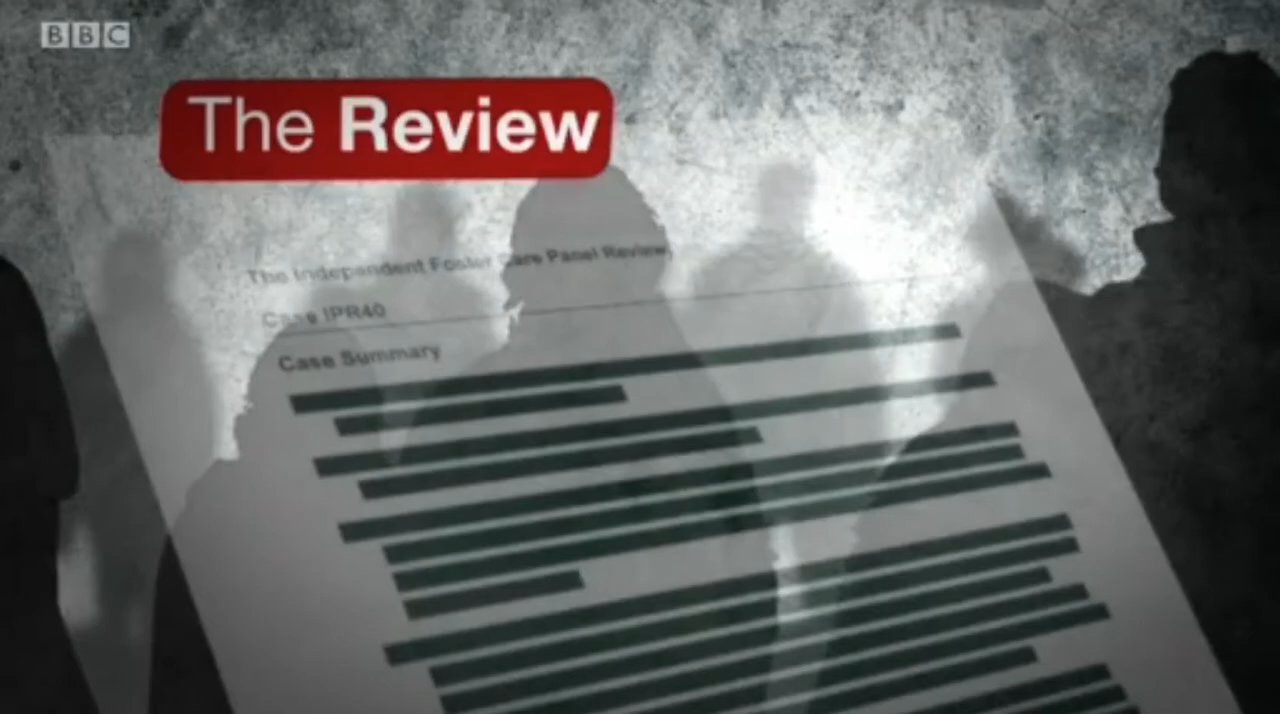 BBC
The Review
The Independent Foster Care Panel Review
Case IPR40
Case Summary